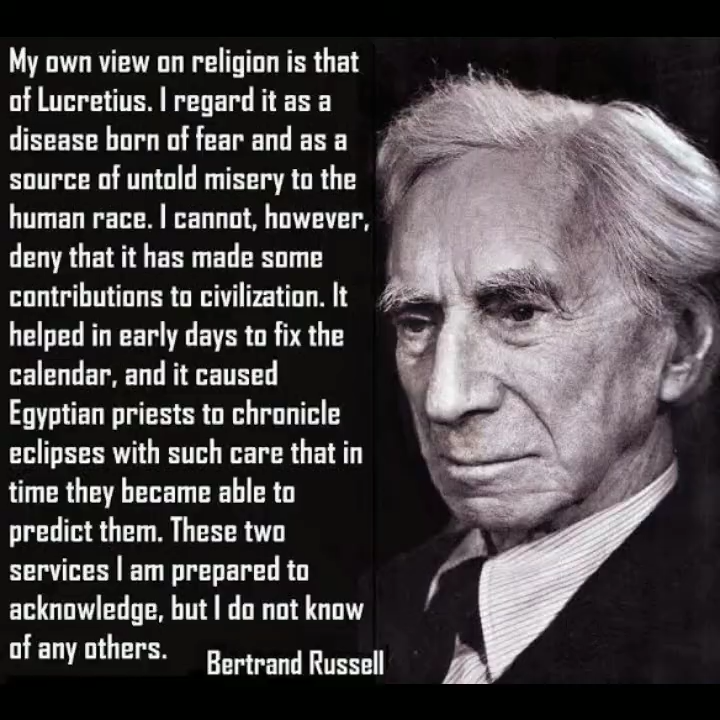 My own view on religion is that
of Lucretius. I regard it as a
disease born of fear and as a
source of untold misery to the
human race. I cannot, however,
deny that it has made some
contributions to civilization. It
helped in early days to fix the
calendar, and it caused
Egyptian priests to chronicle
eclipses with such care that in
time they became able to
predict them. These two
services I am prepared to
acknowledge, but I do not know
of any others.
Bertrand Russell